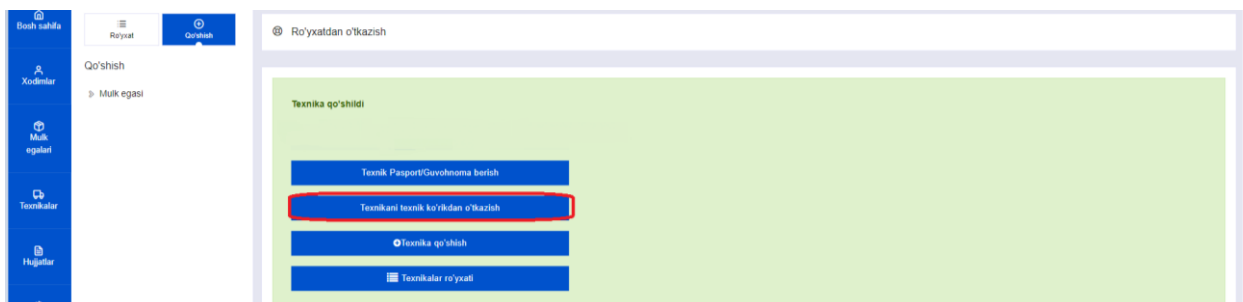 Bosh sahifa
Xodimlar
Mulk
egalari
Texnikalar
Hujjatlar
Ro'yxat
Qo'shish
Qo'shish
Mulk egasi
Ro'yxatdan o'tkazish
Texnika qo'shildi
Texnik Pasport/Guvohnoma berish
Texnikani texnik ko'rikdan o'tkazish
Texnika qo'shish
Texnikalar ro'yxati